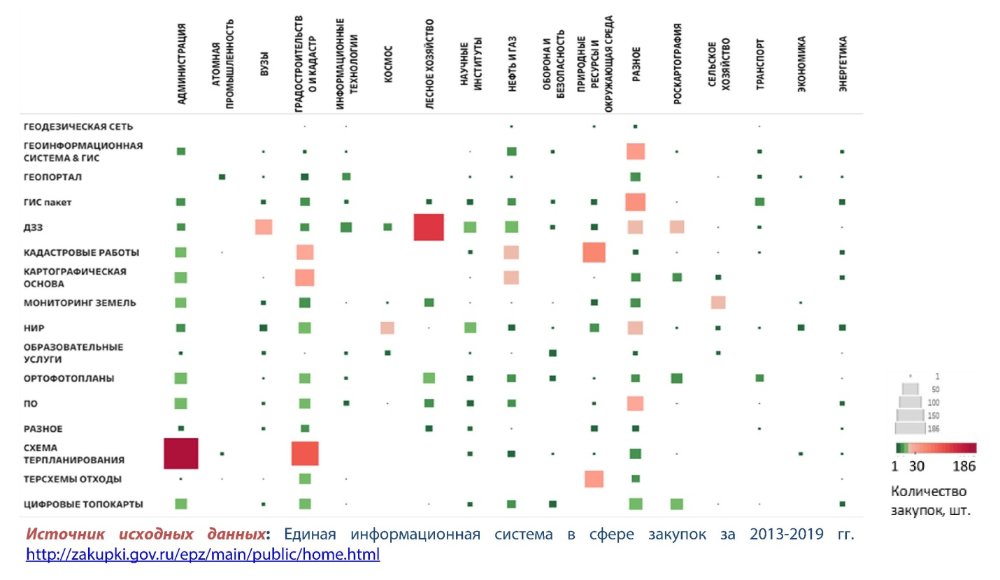 АДМИНИСТРАЦИЯ
АТОМНАЯ
ПРОМЫШЛЕННОСТЬ
ВУЗЫ
ГРАДОСТРОИТЕЛЬСТВ
О И КАДАСТР
ИНФОРМАЦИОННЫЕ
ТЕХНОЛОГИИ
КОСМОС
ЛЕСНОЕ ХОЗЯЙСТВО
НАУЧНЫЕ
ИНСТИТУТЫ
НЕФТЬ И ГАЗ
ОБОРОНА И
БЕЗОПАСНОСТЬ
ПРИРОДНЫЕ
РЕСУРСЫ И
ОКРУЖАЮЩАЯ СРЕДА
РАЗНОЕ
РОСКАРТОГРАФИЯ
СЕЛЬСКОЕ
ХОЗЯЙСТВО
ТРАНСПОРТ
ЭКОНОМИКА
ЭНЕРГЕТИКА
ГЕОДЕЗИЧЕСКАЯ СЕТЬ
ГЕОИНФОРМАЦИОННАЯ
СИСТЕМА & ГИС
ГЕОПОРТАЛ
ГИС пакет
ДЗЗ
КАДАСТРОВЫЕ РАБОТЫ
КАРТОГРАФИЧЕСКАЯ
ОСНОВА
МОНИТОРИНГ ЗЕМЕЛЬ
НИР
ОБРАЗОВАТЕЛЬНЫЕ
УСЛУГИ
ОРТОФОТОПЛАНЫ
ПО
РАЗНОЕ
СХЕМА
ТЕРПЛАНИРОВАНИЯ
ТЕРСХЕМЫ ОТХОДЫ
ЦИФРОВЫЕ ТОПОКАРТЫ
1
50
100
150
186
1 30 186
Количество
закупок, шт.
Источник исходных данных: Единая информационная система в сфере закупок за 2013-2019 гг.
http://zakupki.gov.ru/epz/main/public/home.html